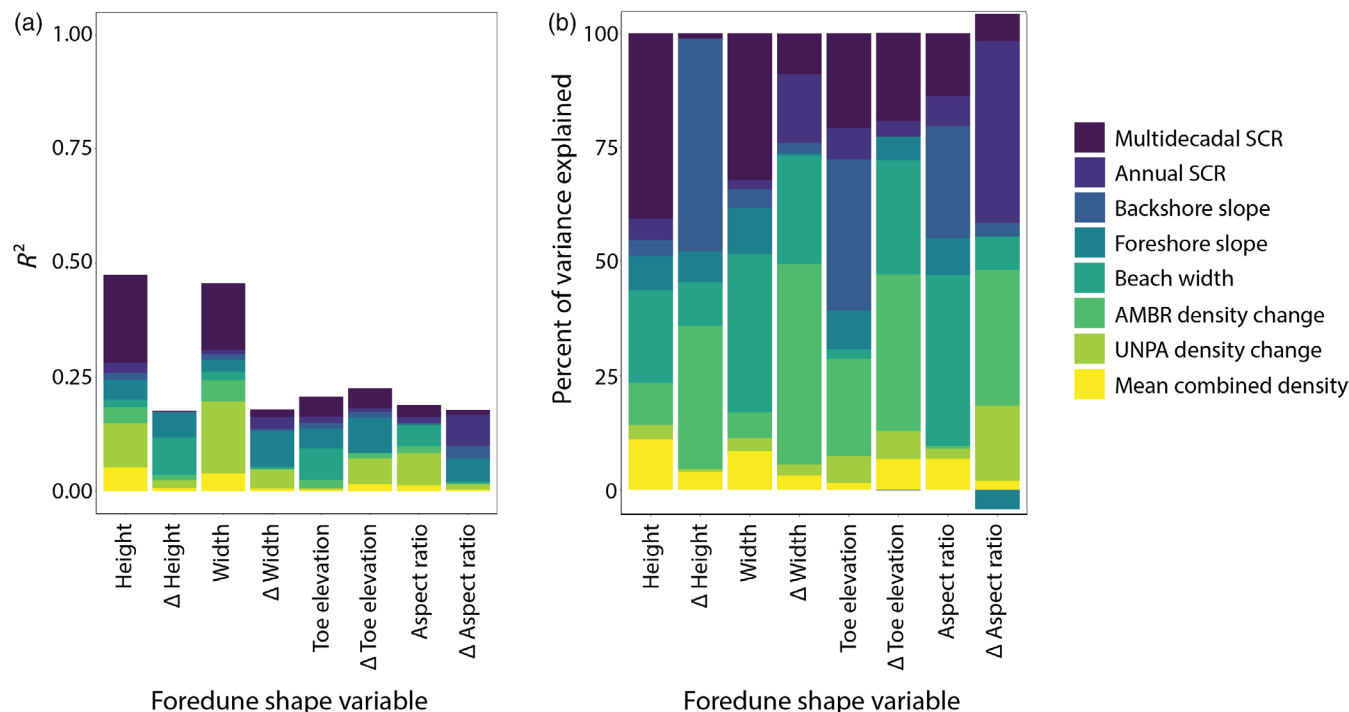 (a)
1.00
0.75
0.50
0.25
0.00
R²
Height
Δ Height
Width
Δ Width
Toe elevation
Δ Toe elevation
Aspect ratio
Δ Aspect ratio
Foredune shape variable
(b)
100
75
50
25
0
Percent of variance explained
Height
Δ Height
Width
Δ Width
Toe elevation
Δ Toe elevation
Aspect ratio
Δ Aspect ratio
Foredune shape variable
Multidecadal SCR
Annual SCR
Backshore slope
Foreshore slope
Beach width
AMBR density change
UNPA density change
Mean combined density